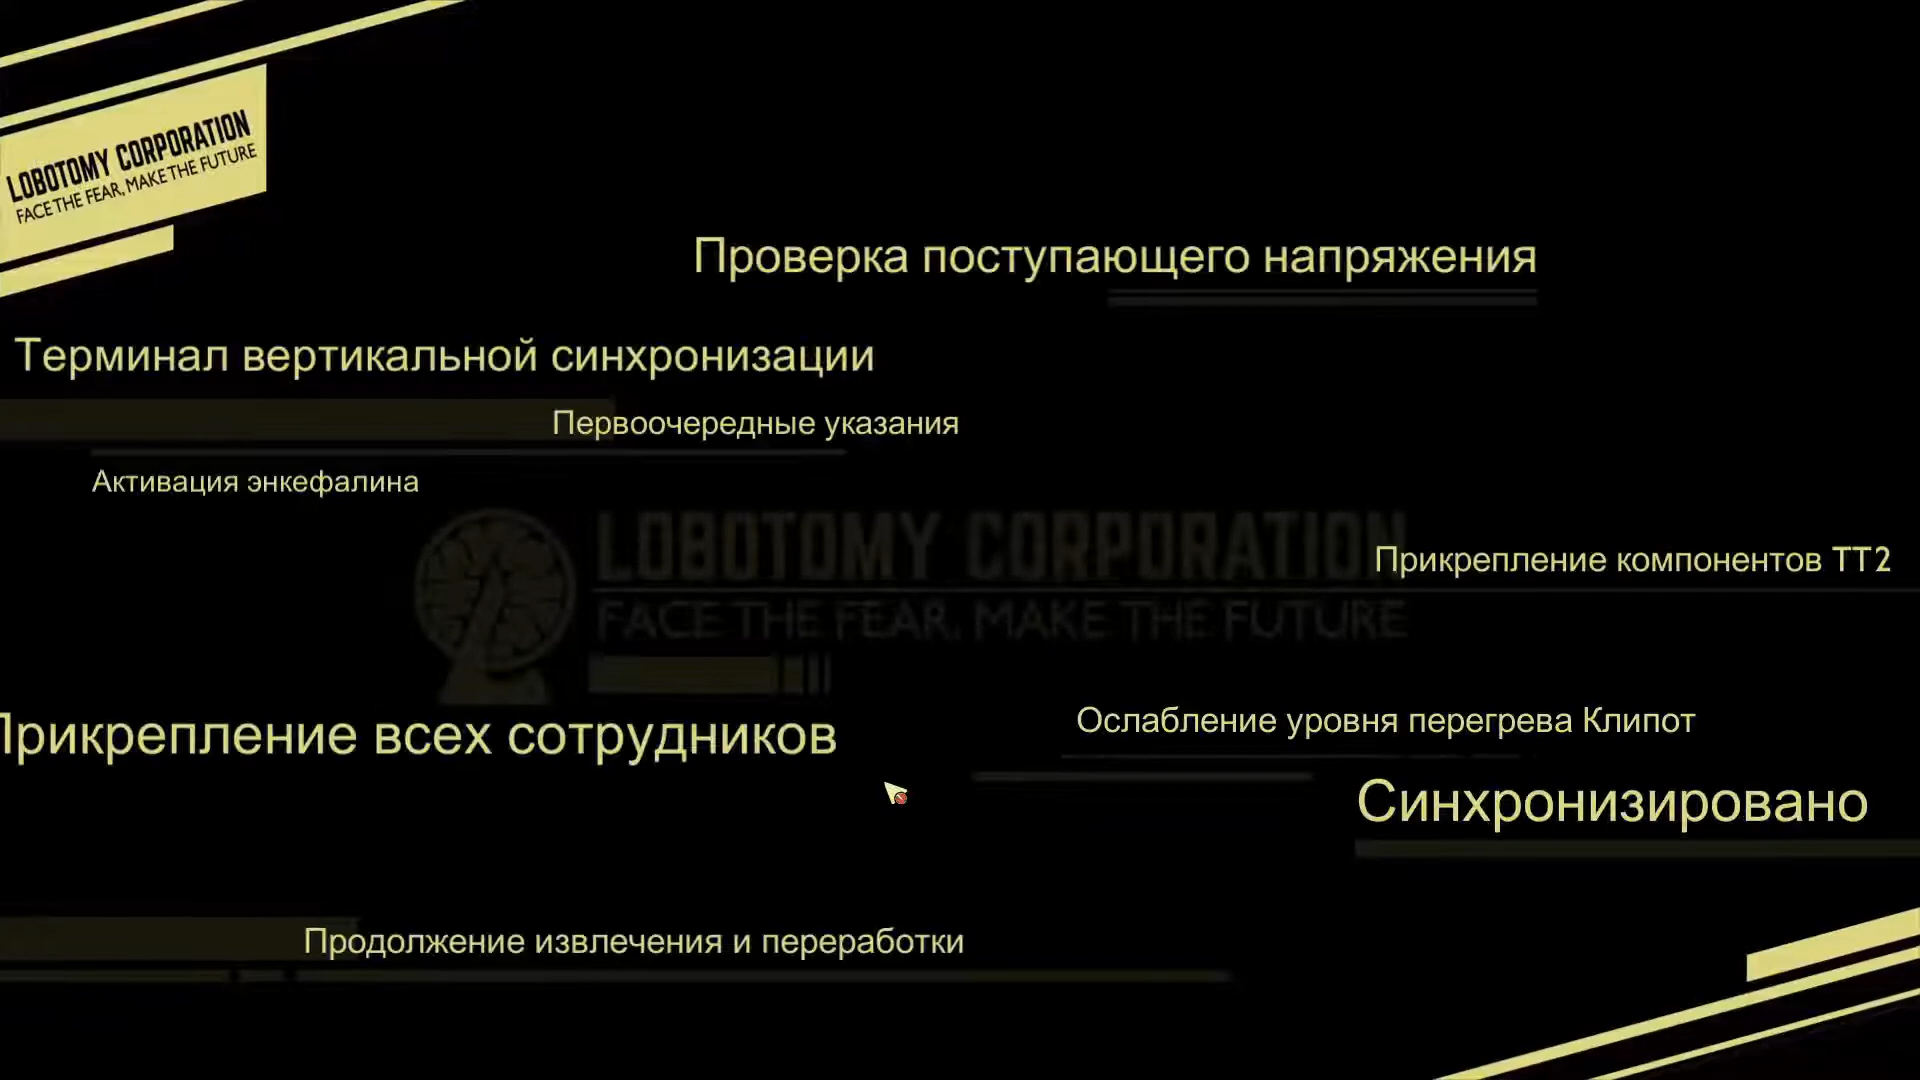 LOBOTOMY CORPORATION
FACE THE FEAR, MAKE THE FUTURE
Проверка поступающего напряжения
Терминал вертикальной синхронизации
Первоочередные указания
Активация энкефалина
LOBOTOMY CORPORATION
FACE THE FEAR, MAKE THE FUTURE
Прикрепление компонентов TT2
Прикрепление всех сотрудников
Ослабление уровня перегрева Клипот
Синхронизировано
Продолжение извлечения и переработки